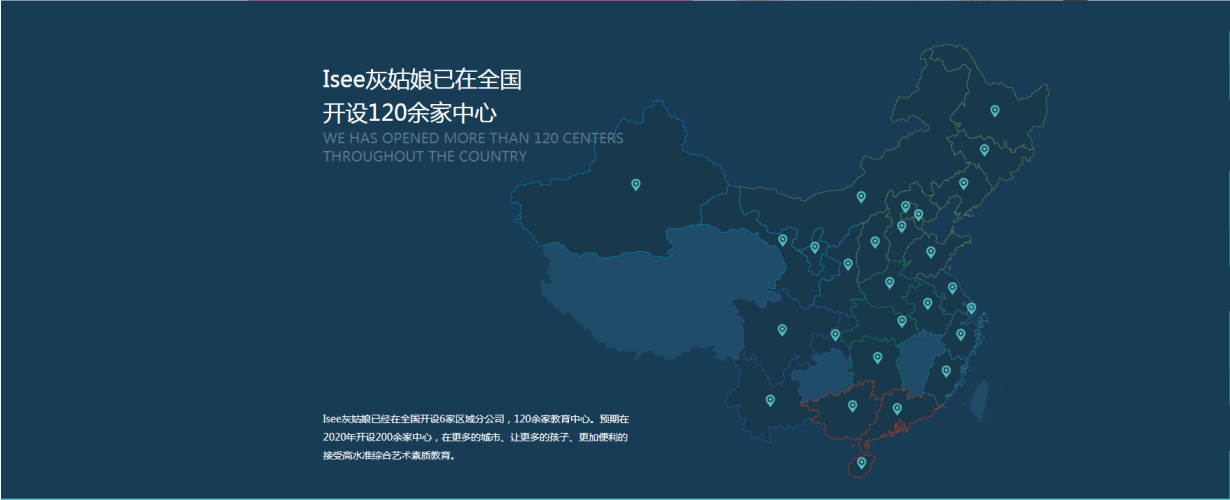 Isee灰姑娘已在全国
开设120余家中心
WE HAS OPENED MORE THAN 120 CENTERS
THROUGHOUT THE COUNTRY
Isee灰姑娘已经在全国开设6家区域分公司，120余家教育中心。预期在
2020年开设200余家中心，在更多的城市、让更多的孩子、更加便利的
接受高水准综合艺术素质教育。